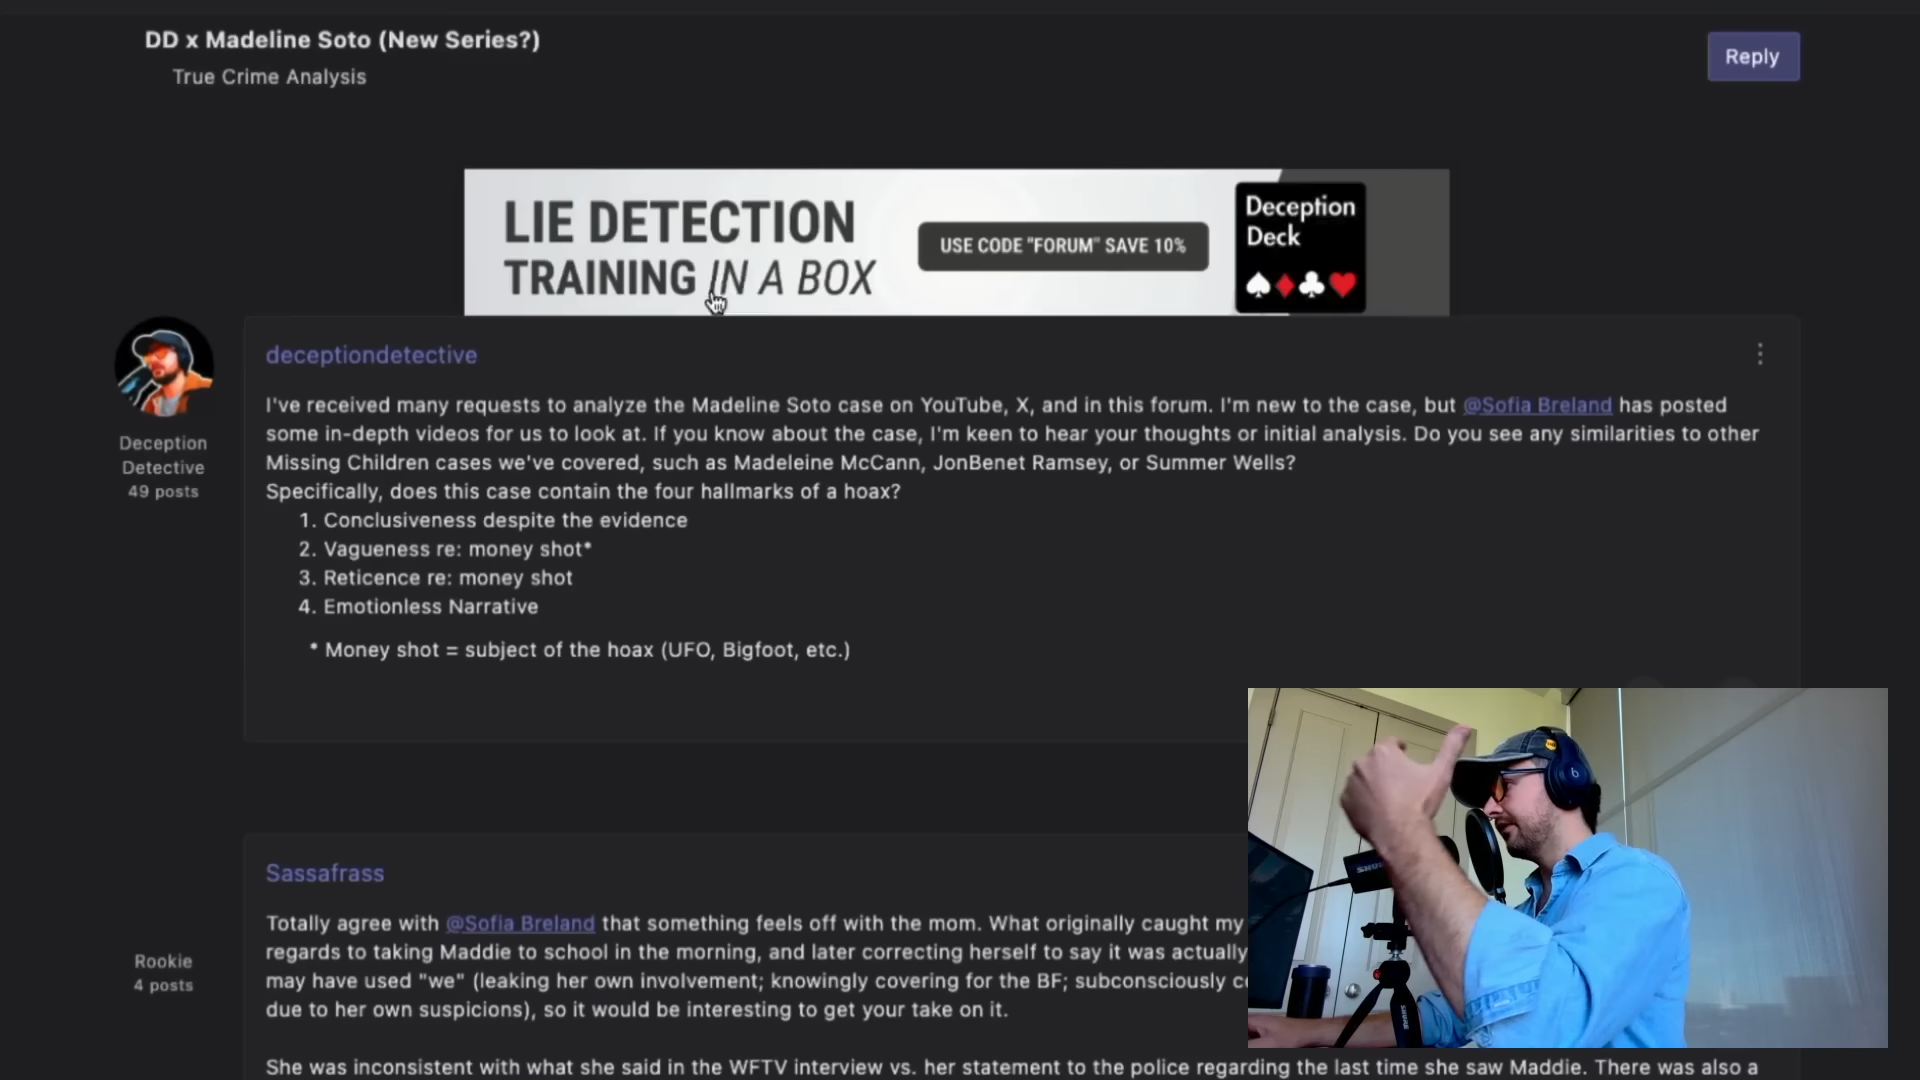 DD x Madeline Soto (New Series?)
True Crime Analysis
Reply
LIE DETECTION
TRAINING IN A BOX
USE CODE "FORUM" SAVE 10%
Deception
Deck
deceptiondetective
Deception
Detective
49 posts
I've received many requests to analyze the Madeline Soto case on YouTube, X, and in this forum. I'm new to the case, but @Sofia Breland has posted
some in-depth videos for us to look at. If you know about the case, I'm keen to hear your thoughts or initial analysis. Do you see any similarities to other
Missing Children cases we've covered, such as Madeleine McCann, JonBenet Ramsey, or Summer Wells?
Specifically, does this case contain the four hallmarks of a hoax?
1. Conclusiveness despite the evidence
2. Vagueness re: money shot*
3. Reticence re: money shot
4. Emotionless Narrative
* Money shot = subject of the hoax (UFO, Bigfoot, etc.)
Sassafrass
Rookie
4 posts
Totally agree with @Sofia Breland that something feels off with the mom. What originally caught my
regards to taking Maddie to school in the morning, and later correcting herself to say it was actually
may have used "we" (leaking her own involvement; knowingly covering for the BF; subconsciously
due to her own suspicions), so it would be interesting to get your take on it.
She was inconsistent with what she said in the WFTV interview vs. her statement to the police regarding the last time she saw Maddie. There was also a
SHURE